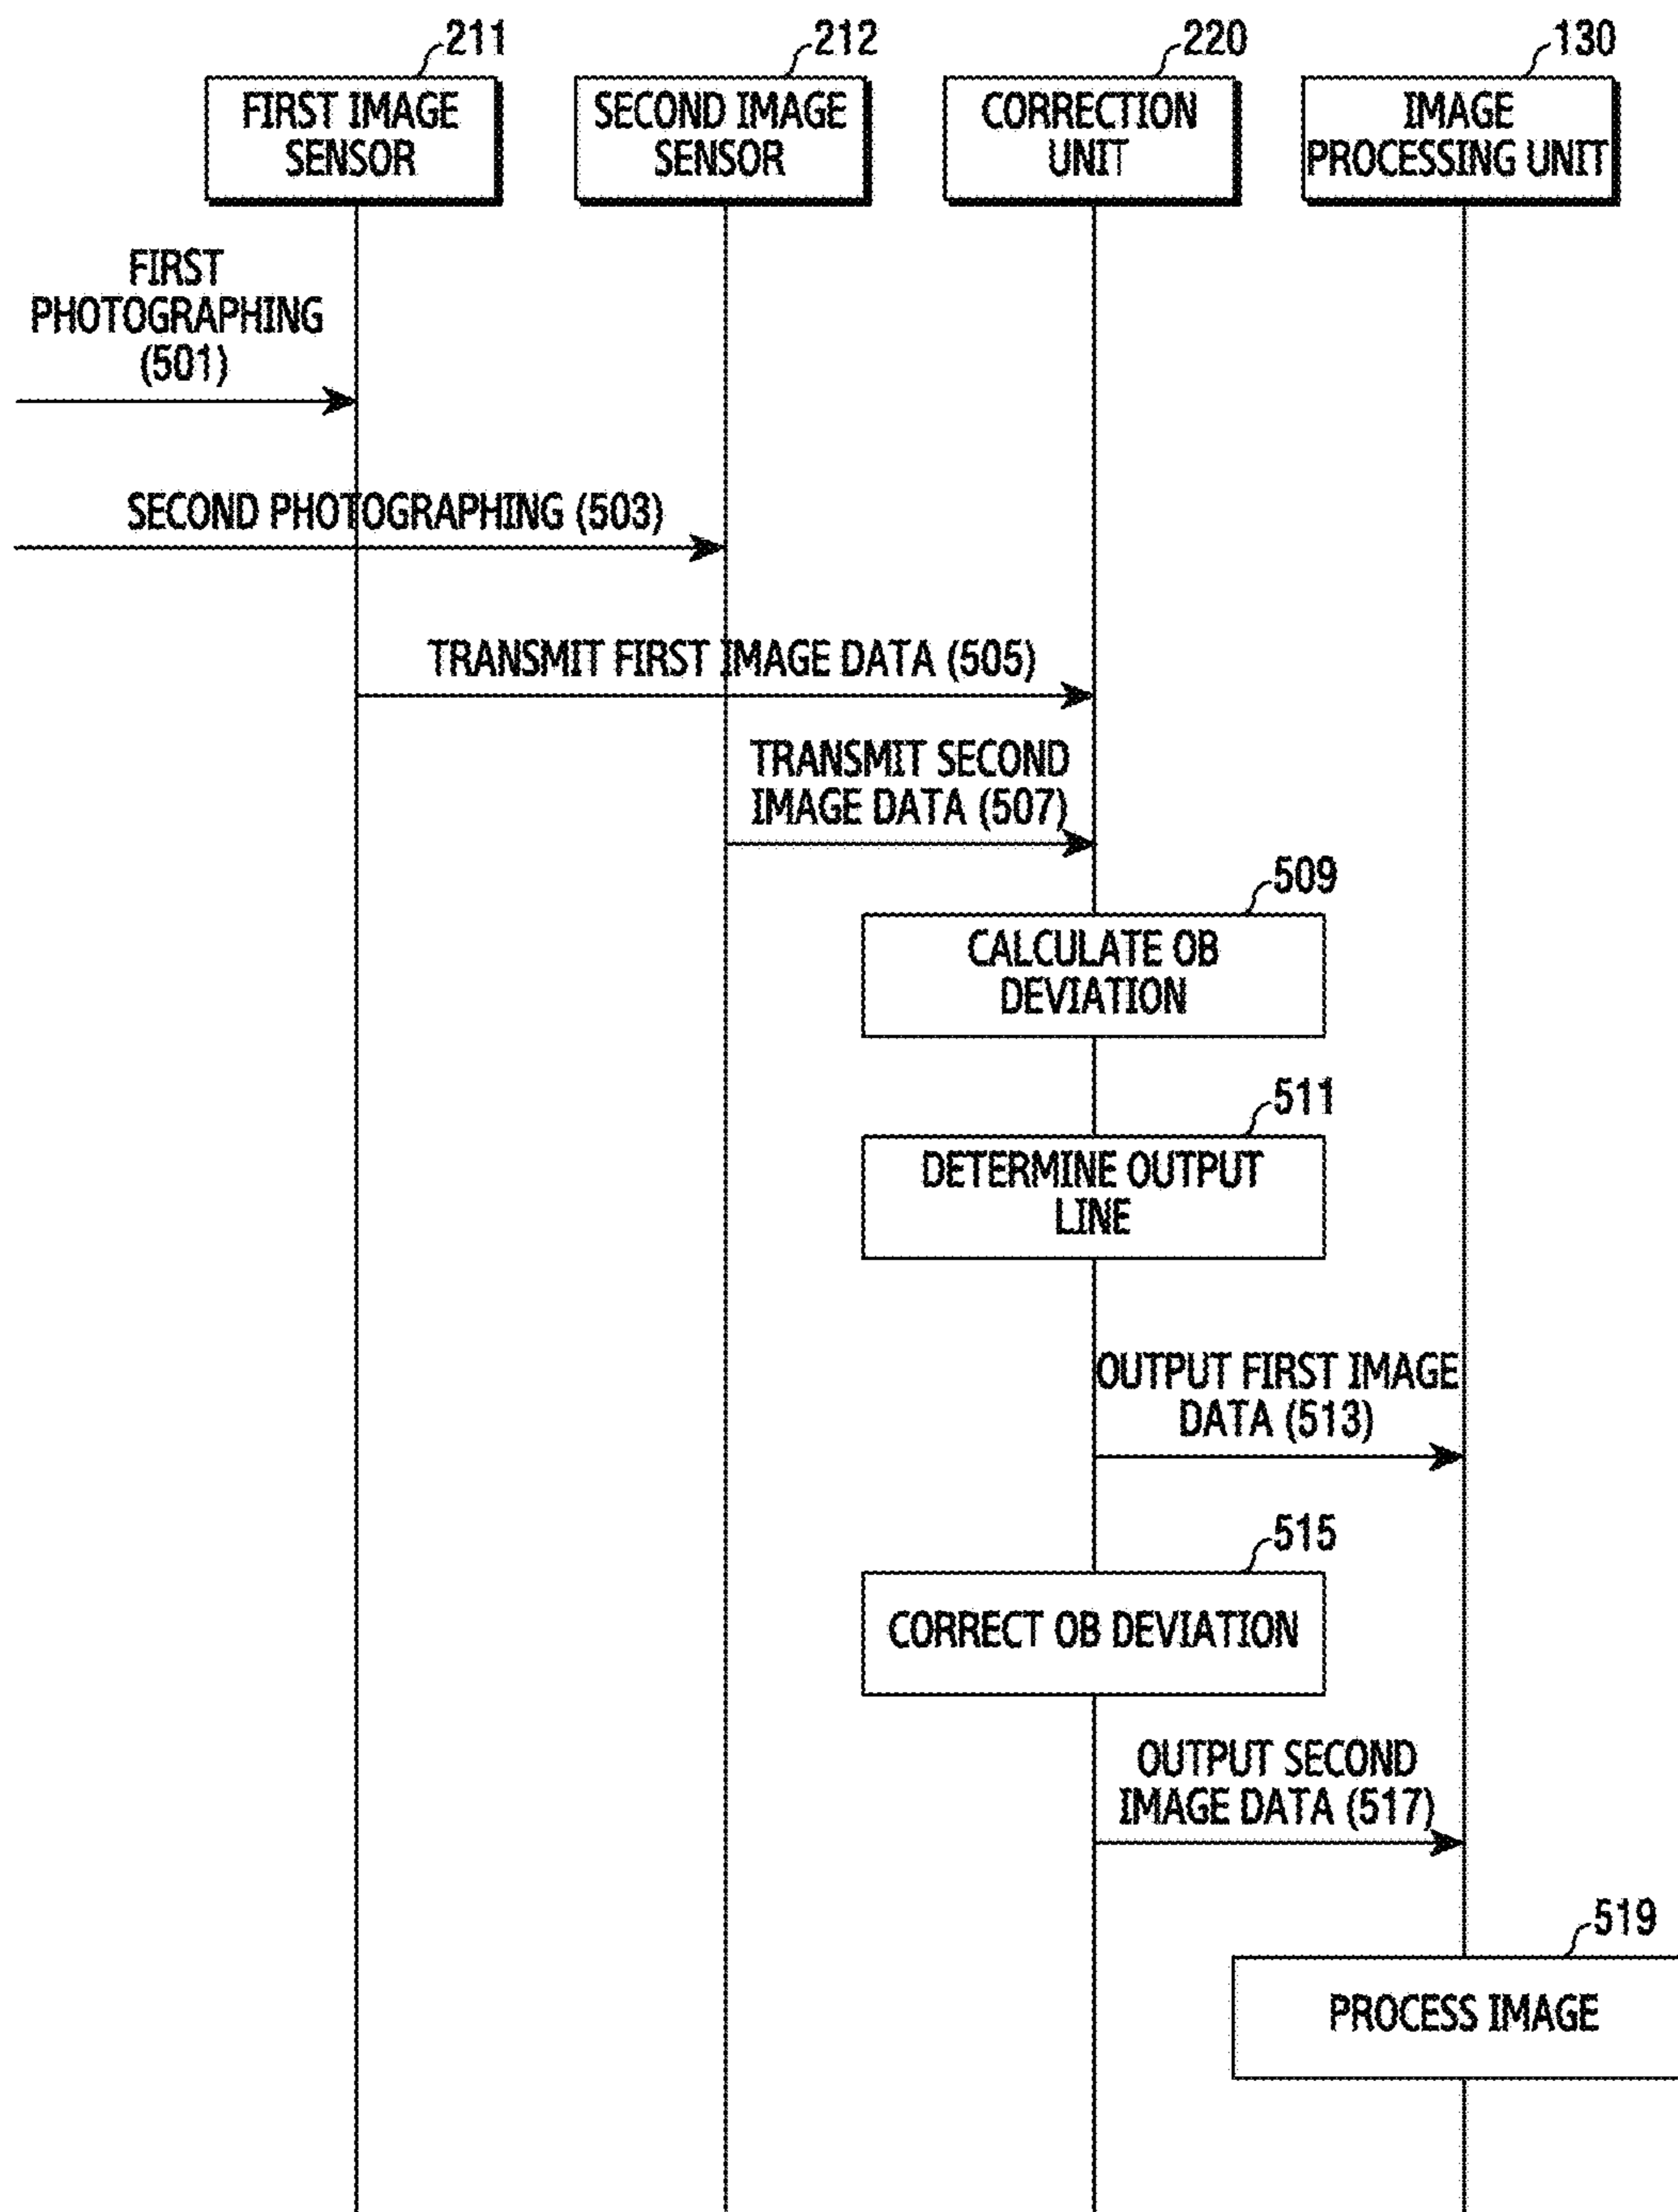 211
212
220
130
FIRST IMAGE
SENSOR
SECOND IMAGE
SENSOR
CORRECTION
UNIT
IMAGE
PROCESSING UNIT
FIRST
PHOTOGRAPHING
(501)
SECOND PHOTOGRAPHING (503)
TRANSMIT FIRST IMAGE DATA (505)
TRANSMIT SECOND
IMAGE DATA (507)
509
CALCULATE OB
DEVIATION
511
DETERMINE OUTPUT
LINE
OUTPUT FIRST IMAGE
DATA (513)
515
CORRECT OB DEVIATION
OUTPUT SECOND
IMAGE DATA (517)
519
PROCESS IMAGE